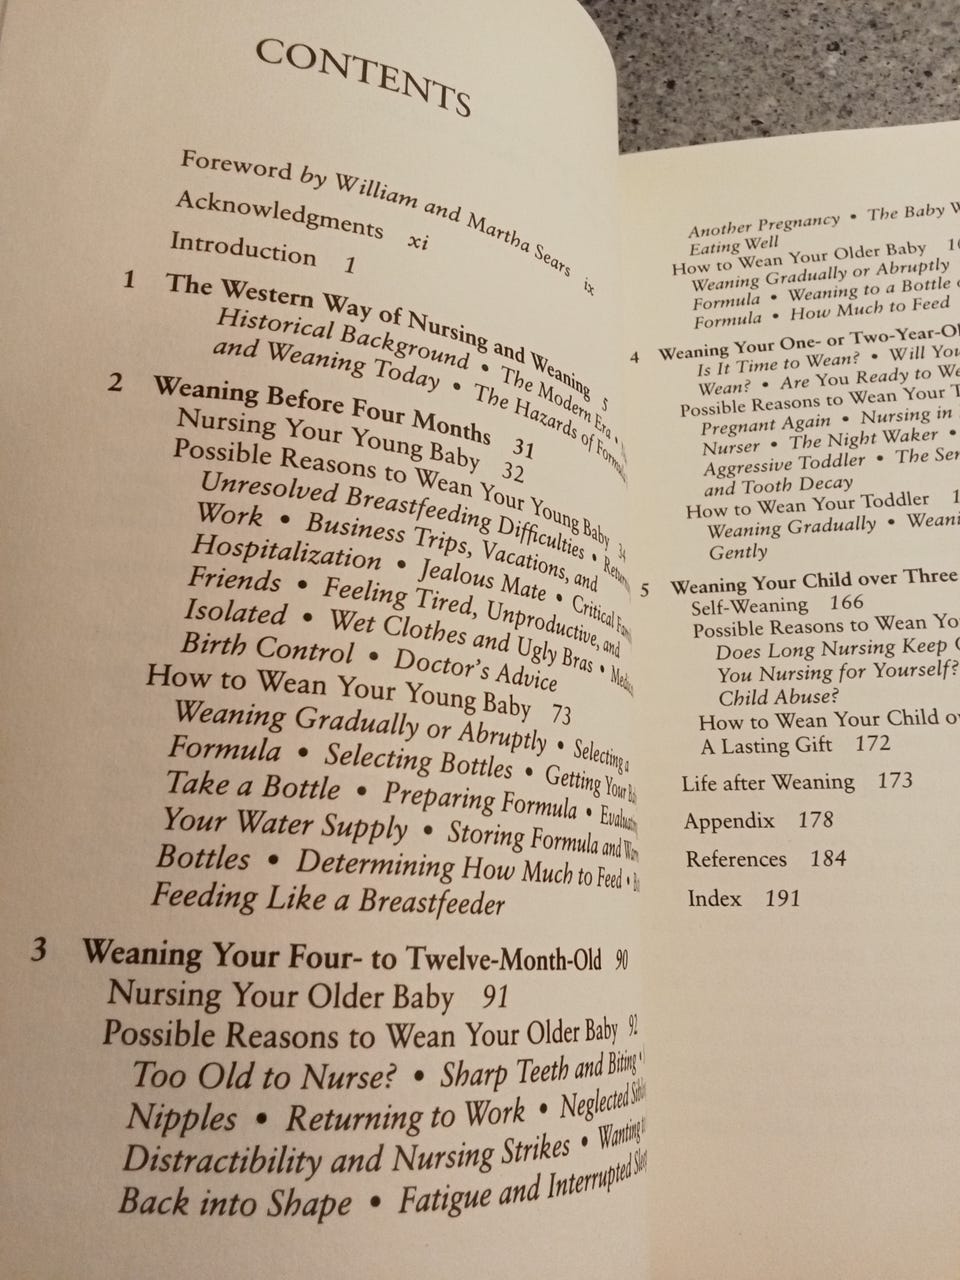 CONTENTS
Foreword by William and Martha Sears ix
Acknowledgments xi
Introduction 1
1 The Western Way of Nursing and Weaning 5
Historical Background • The Modern Era •
and Weaning Today • The Hazards of
2 Weaning Before Four Months 31
Nursing Your Young Baby 32
Possible Reasons to Wean Your Young Baby 34
Unresolved Breastfeeding Difficulties •
Work • Business Trips, Vacations, and
Hospitalization • Jealous Mate • Critical
Friends • Feeling Tired, Unproductive, and
Isolated • Wet Clothes and Ugly Bras •
Birth Control • Doctor's Advice
How to Wean Your Young Baby 73
Weaning Gradually or Abruptly • Selecting a
Formula • Selecting Bottles • Getting Your
Take a Bottle • Preparing Formula •
Your Water Supply • Storing Formula and
Bottles • Determining How Much to Feed •
Feeding Like a Breastfeeder
3 Weaning Your Four- to Twelve-Month-Old 90
Nursing Your Older Baby 91
Possible Reasons to Wean Your Older Baby 92
Too Old to Nurse? • Sharp Teeth and Biting
Nipples • Returning to Work • Neglected
Distractibility and Nursing Strikes • Wanting
Back into Shape • Fatigue and Interrupted
Another Pregnancy • The Baby
Eating Well
How to Wean Your Older Baby
Weaning Gradually or Abruptly
Formula • Weaning to a Bottle
Formula • How Much to Feed
4 Weaning Your One- or Two-Year-
Is It Time to Wean? • Will
Wean? • Are You Ready to
Possible Reasons to Wean Your
Pregnant Again • Nursing in
Nurser • The Night Waker •
Aggressive Toddler • The
and Tooth Decay
How to Wean Your Toddler
Weaning Gradually •
Gently
5 Weaning Your Child over Three
Self-Weaning 166
Possible Reasons to Wean
Does Long Nursing Keep
You Nursing for Yourself?
Child Abuse?
How to Wean Your Child
A Lasting Gift 172
Life after Weaning 173
Appendix 178
References 184
Index 191